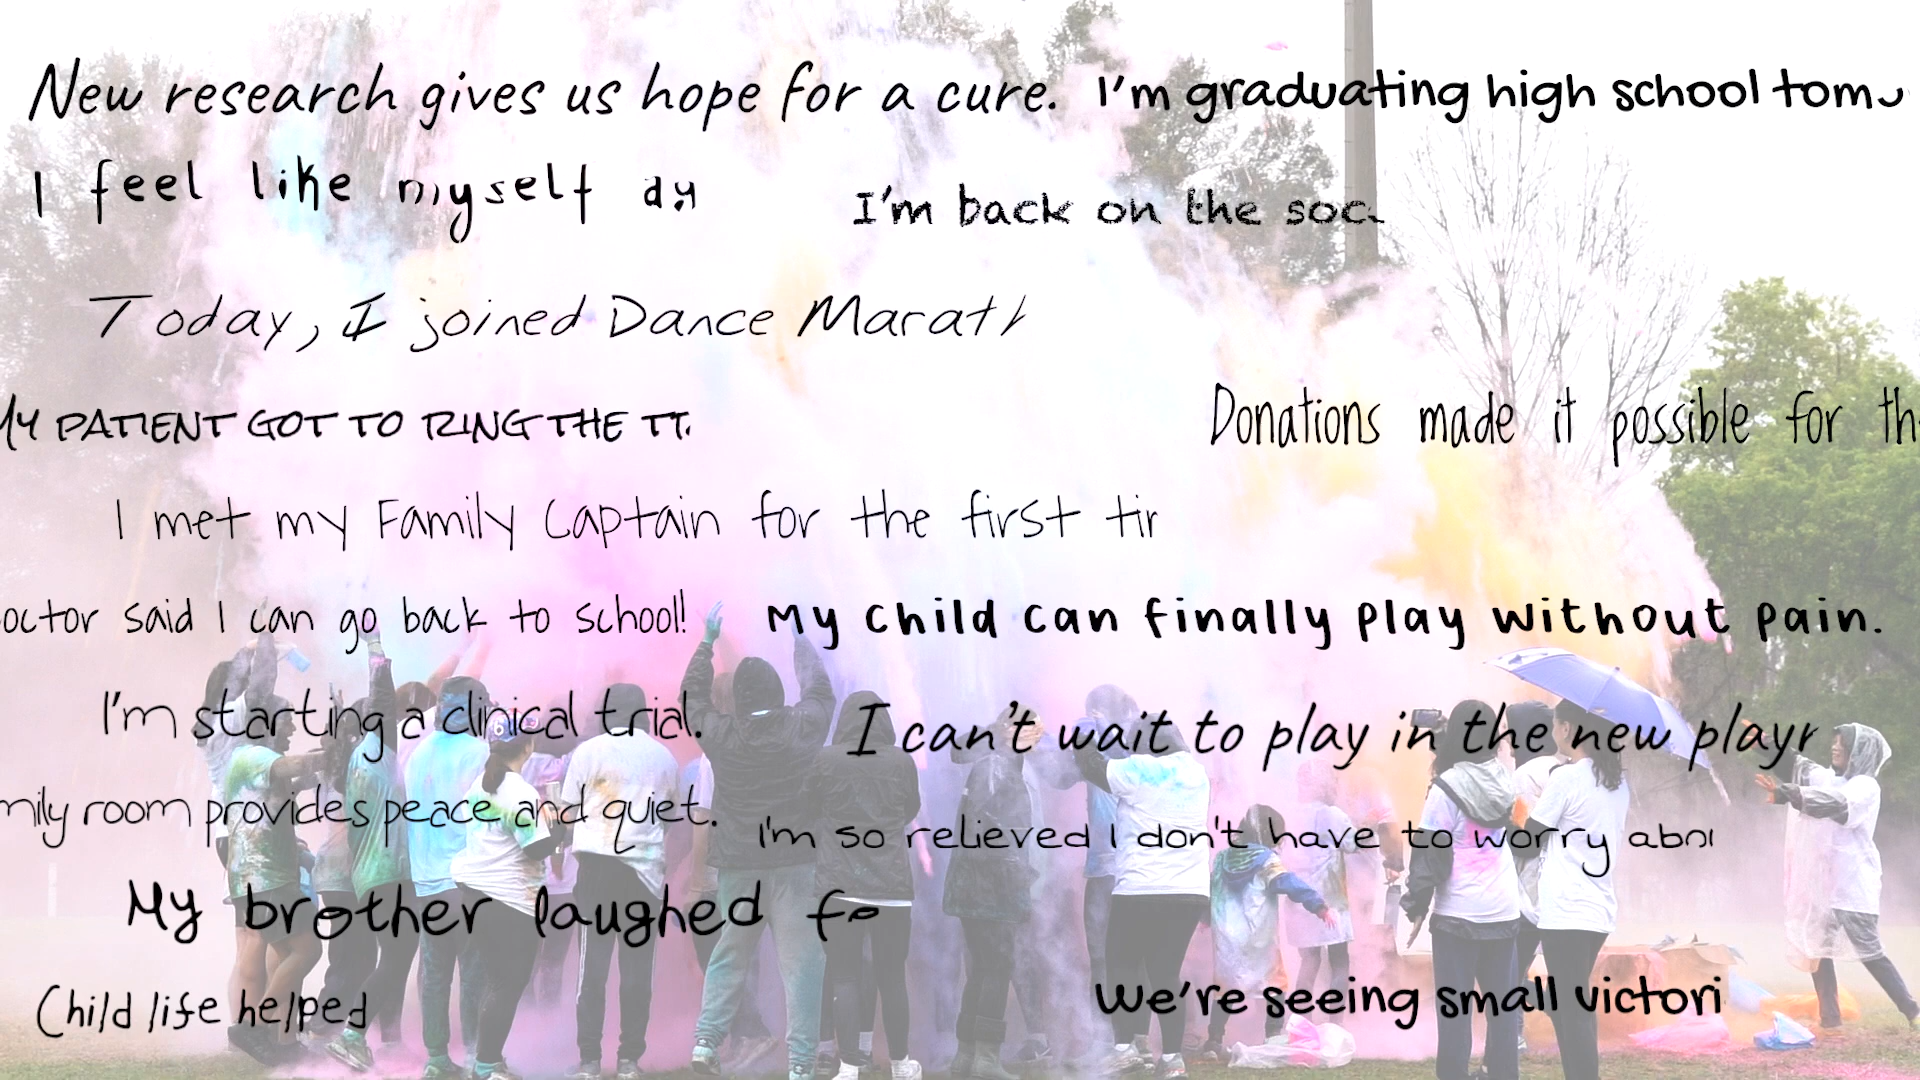 New research gives us hope for a cure. I'm graduating high school tom
I feel like myself
I'm back on the soc
Today, I joined Dance Marat
MY PATIENT GOT TO RING THE
Donations made it possible for th
I met my Family Captain for the first
octor said I can go back to school!
My child can finally play without pain.
I'm starting a clinical trial.
I can't wait to play in the new play
mily room provides peace and quiet.
I'm so relieved I don't have to worry
My brother laughed
Child life helped
We're seeing small victori